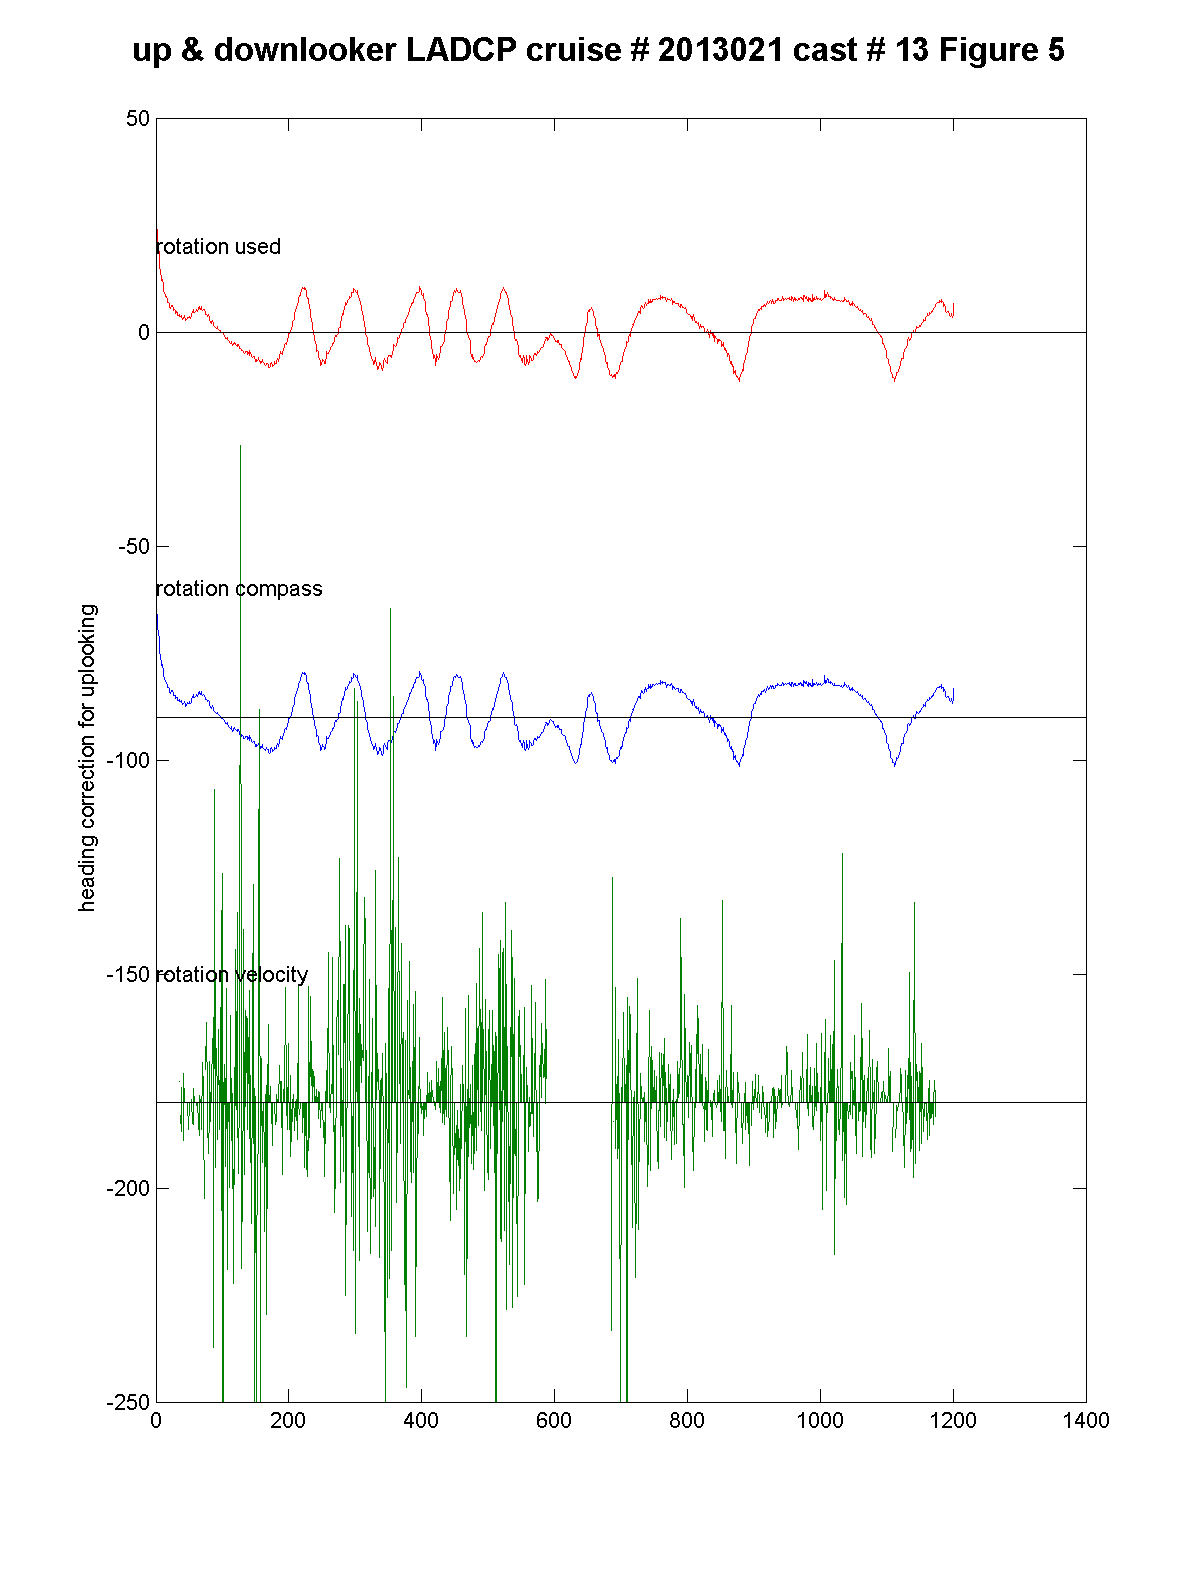 up & downlooker LADCP cruise # 2013021 cast # 13 Figure 5
50
rotation used
0
-50
rotation compass
heading correction for uplooking
-100
-150
rotation velocity
-200
-250
0 200 400 600 800 1000 1200 1400